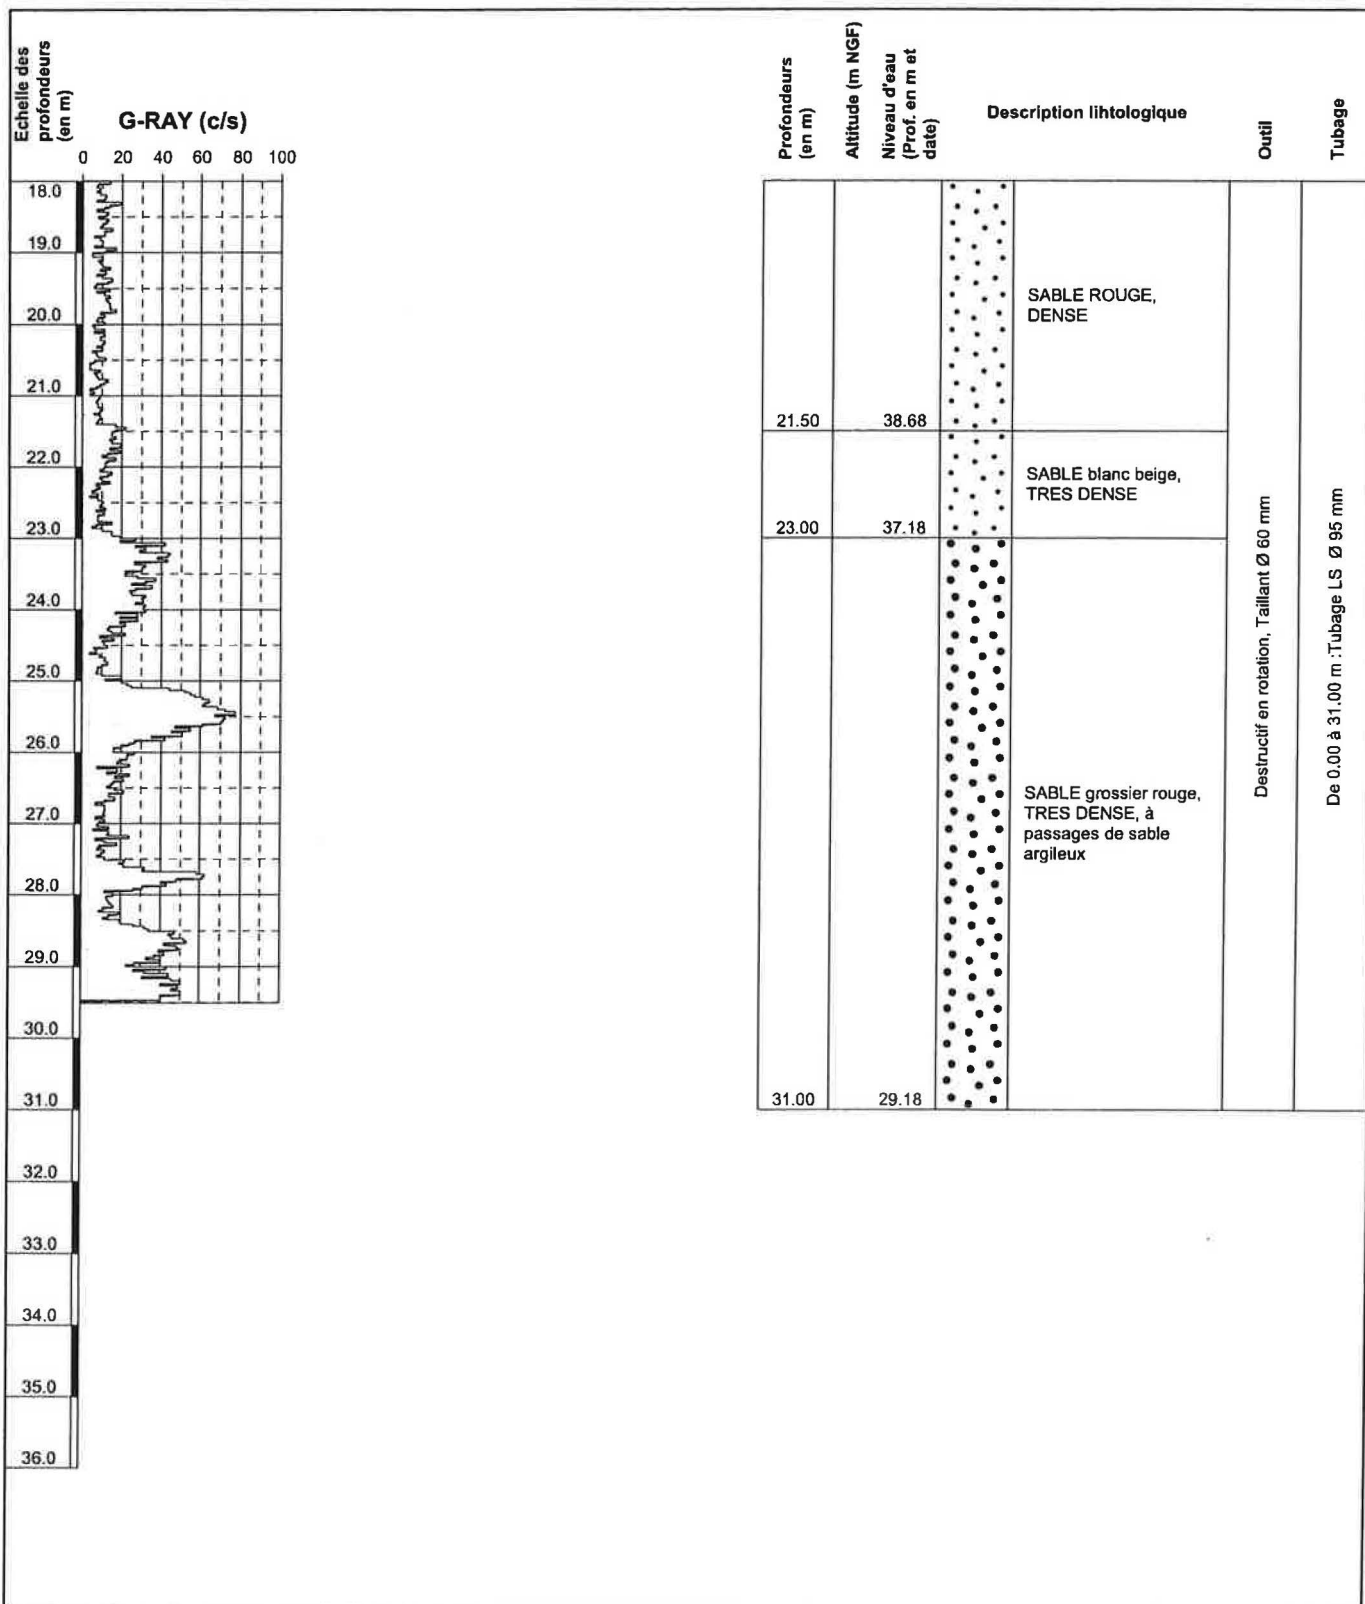 Echelle des
profondeurs
(en m)
G-RAY (c/s)
0 20 40 60 80 100
Profondeurs
(en m)
Altitude (m NGF)
Niveau d'eau
(Prof. en m et
date)
Description lihtologique
Outil
Tubage
18.0
19.0
20.0
21.0
22.0
23.0
24.0
25.0
26.0
27.0
28.0
29.0
30.0
31.0
32.0
33.0
34.0
35.0
36.0
SABLE ROUGE,
DENSE
21.50 38.68
SABLE blanc beige,
TRES DENSE
23.00 37.18
SABLE grossier rouge,
TRES DENSE, à
passages de sable
argileux
31.00 29.18
Destructif en rotation, Taillant Ø 60 mm
De 0.00 à 31.00 m :Tubage LS Ø 95 mm